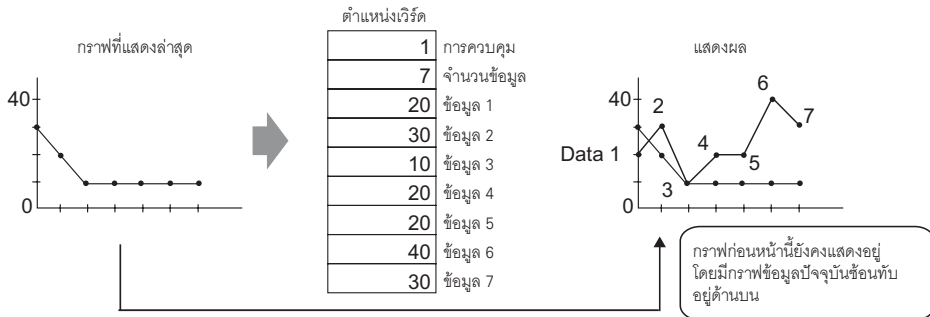 กราฟที่แสดงล่าสุด
40
0
ตำแหน่งเวิร์ด
1 การควบคุม
7 จำนวนข้อมูล
20 ข้อมูล 1
30 ข้อมูล 2
10 ข้อมูล 3
20 ข้อมูล 4
20 ข้อมูล 5
40 ข้อมูล 6
30 ข้อมูล 7
แสดงผล
6
40
2
7
4
Data 1
5
3
0
กราฟก่อนหน้านี้ยังคงแสดงอยู่
โดยมีกราฟข้อมูลปัจจุบันซ้อนทับ
อยู่ด้านบน